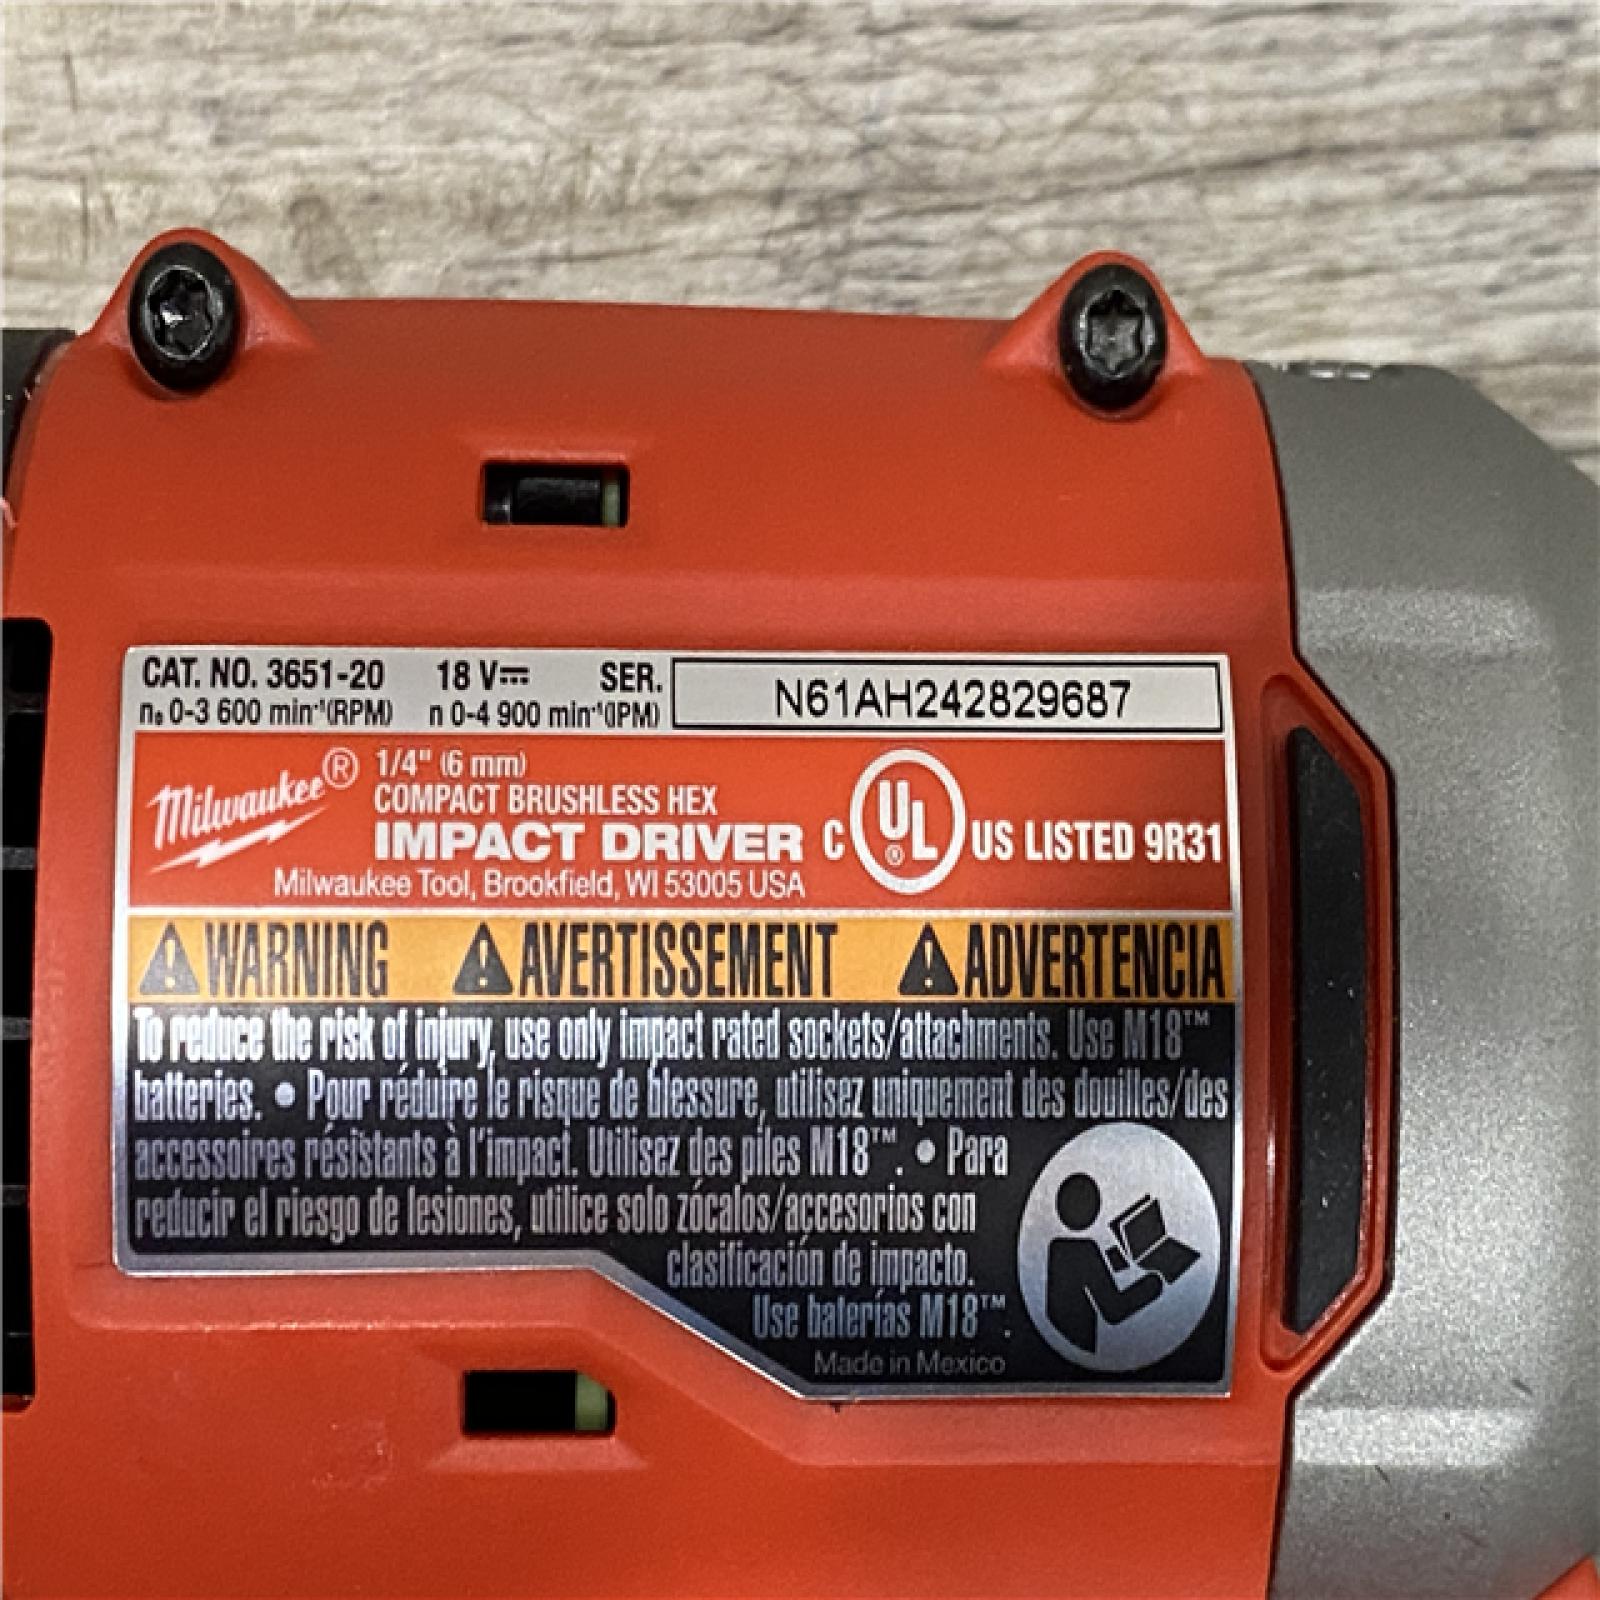 CAT. NO. 3651-20 18 V⎓ SER. N61AH242829687
n₀ 0-3 600 min⁻¹(RPM) n 0-4 900 min⁻¹(IPM)
Milwaukee® 1/4" (6 mm)
COMPACT BRUSHLESS HEX
IMPACT DRIVER C UL® US LISTED 9R31
Milwaukee Tool, Brookfield, WI 53005 USA
⚠WARNING ⚠AVERTISSEMENT ⚠ADVERTENCIA
To reduce the risk of injury, use only impact rated sockets/attachments. Use M18™
batteries. • Pour réduire le risque de blessure, utilisez uniquement des douilles/des
accessoires résistants à l'impact. Utilisez des piles M18™. • Para
reducir el riesgo de lesiones, utilice solo zócalos/accesorios con
clasificación de impacto.
Use baterías M18™.
Made in Mexico